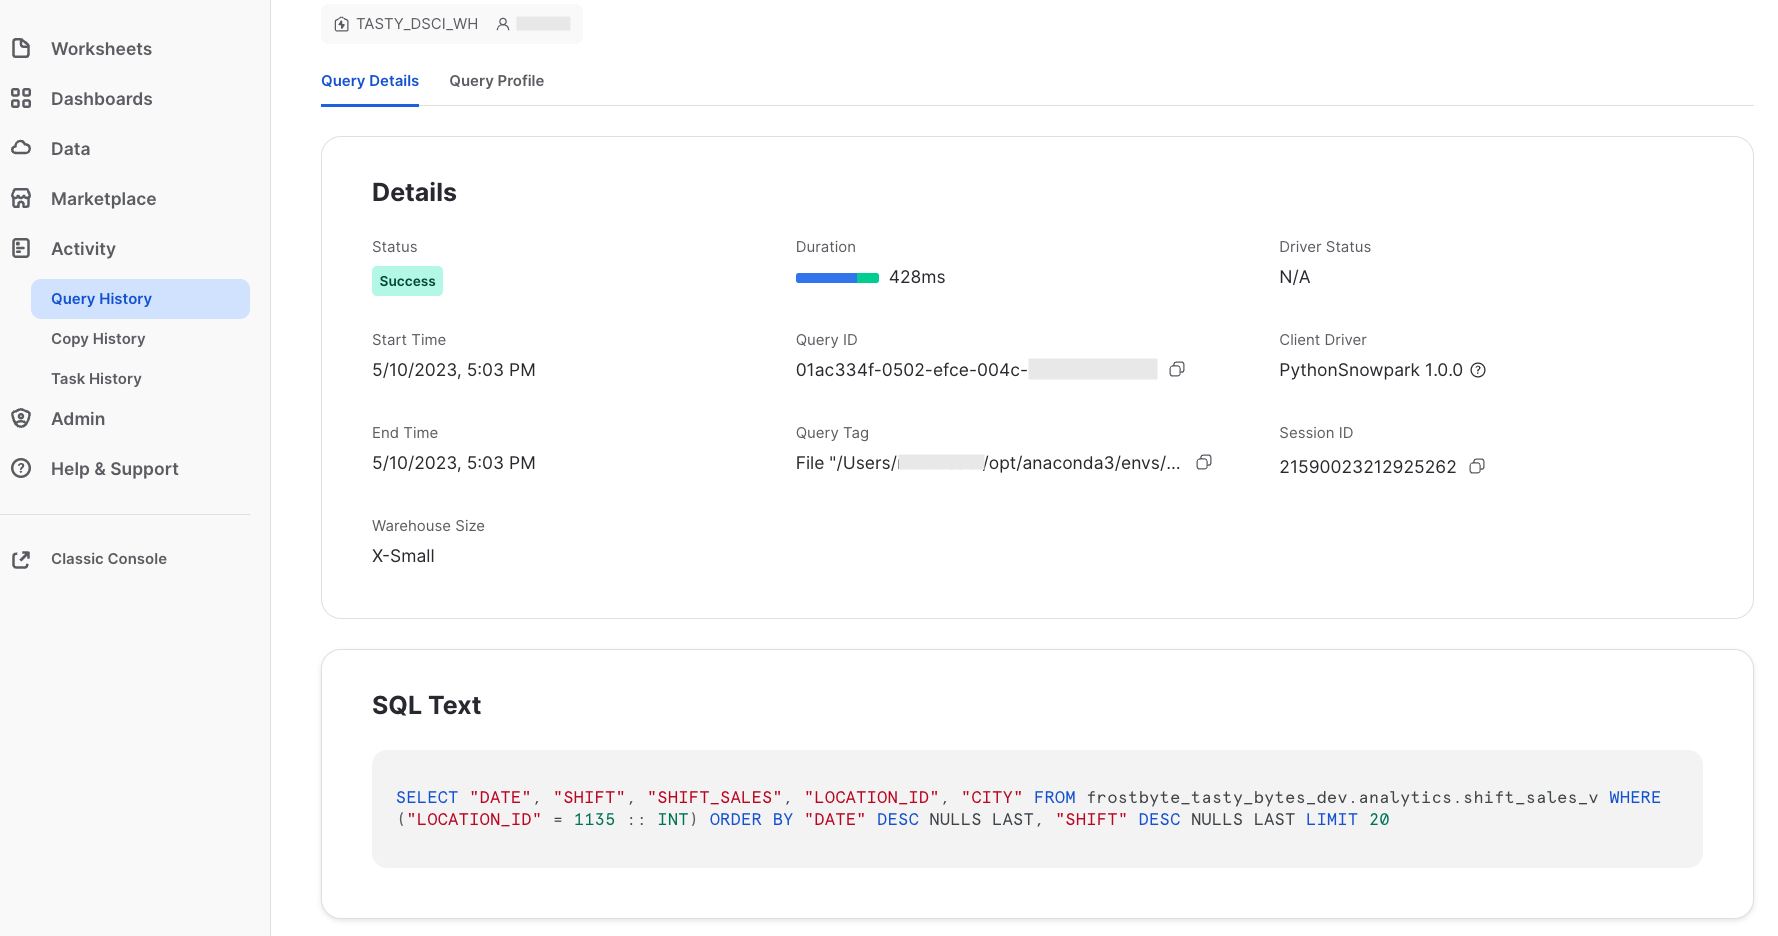 TASTY_DSCI_WH
Worksheets
Dashboards
Data
Marketplace
Activity
Query History
Copy History
Task History
Admin
Help & Support
Classic Console
Query Details Query Profile
Details
Status
Success
Duration
428ms
Driver Status
N/A
Start Time
5/10/2023, 5:03 PM
Query ID
01ac334f-0502-efce-004c-
Client Driver
PythonSnowpark 1.0.0
End Time
5/10/2023, 5:03 PM
Query Tag
File "/Users/ /opt/anaconda3/envs/...
Session ID
21590023212925262
Warehouse Size
X-Small
SQL Text
SELECT "DATE", "SHIFT", "SHIFT_SALES", "LOCATION_ID", "CITY" FROM frostbyte_tasty_bytes_dev.analytics.shift_sales_v WHERE
("LOCATION_ID" = 1135 :: INT) ORDER BY "DATE" DESC NULLS LAST, "SHIFT" DESC NULLS LAST LIMIT 20